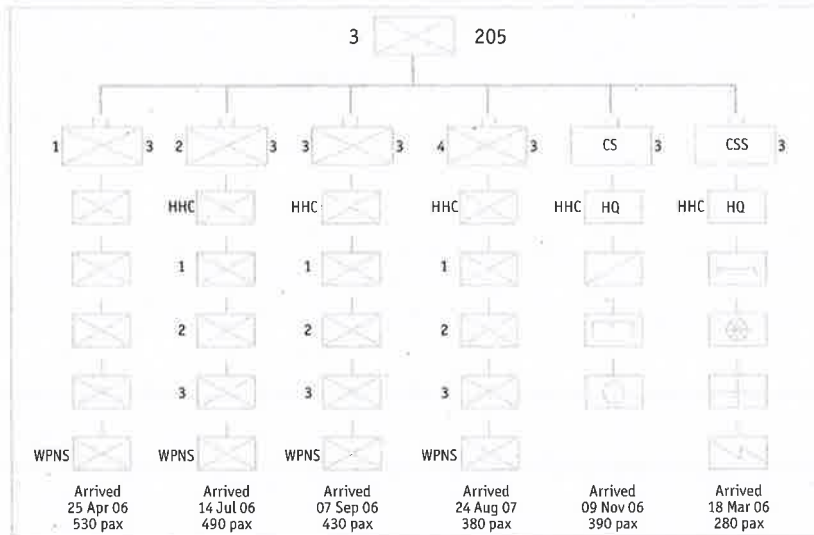 3 205
1 3 2 3 3 3 4 3 CS 3 CSS 3
HHC HHC HHC HHC HQ HHC HQ
1 1 1
2 2 2
3 3 3
WPNS WPNS WPNS WPNS
Arrived Arrived Arrived Arrived Arrived Arrived
25 Apr 06 14 Jul 06 07 Sep 06 24 Aug 07 09 Nov 06 18 Mar 06
530 pax 490 pax 430 pax 380 pax 390 pax 280 pax